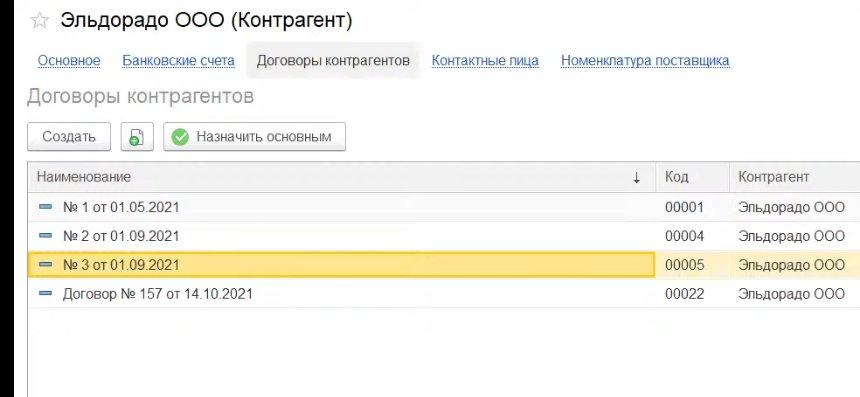 Эльдорадо ООО (Контрагент)
Основное Банковские счета Договоры контрагентов Контактные лица Номенклатура поставщика
Договоры контрагентов
Создать Назначить основным
Наименование ↓ Код Контрагент
№ 1 от 01.05.2021 00001 Эльдорадо ООО
№ 2 от 01.09.2021 00004 Эльдорадо ООО
№ 3 от 01.09.2021 00005 Эльдорадо ООО
Договор № 157 от 14.10.2021 00022 Эльдорадо ООО